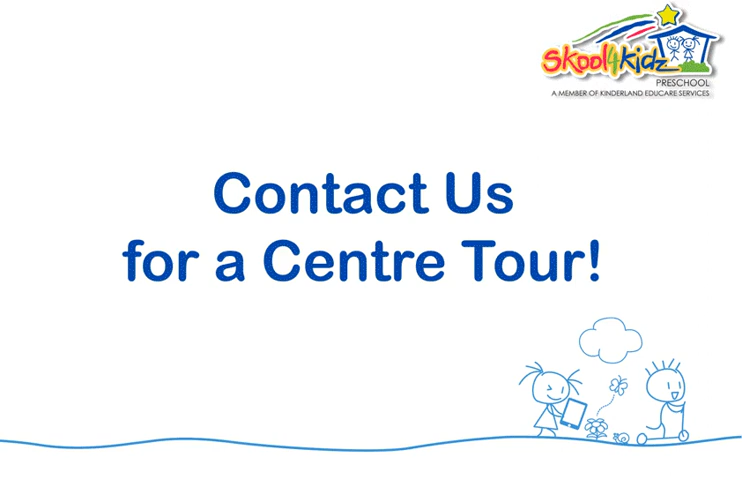 Skool4Kidz
PRESCHOOL
A MEMBER OF KINDERLAND EDUCARE SERVICES
Contact Us
for a Centre Tour!